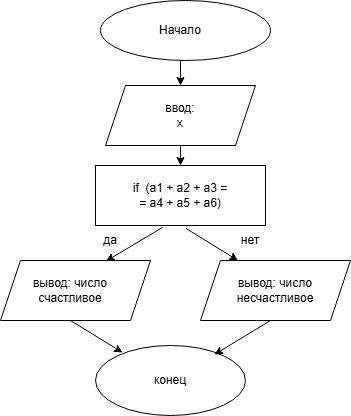 Начало
ввод:
x
if (a1 + a2 + a3 =
= a4 + a5 + a6)
да
нет
вывод: число
счастливое
вывод: число
несчастливое
конец